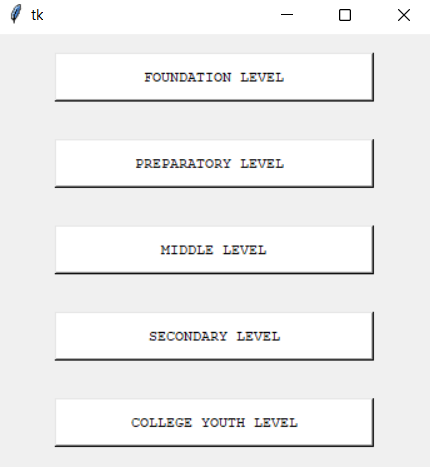 tk
FOUNDATION LEVEL
PREPARATORY LEVEL
MIDDLE LEVEL
SECONDARY LEVEL
COLLEGE YOUTH LEVEL